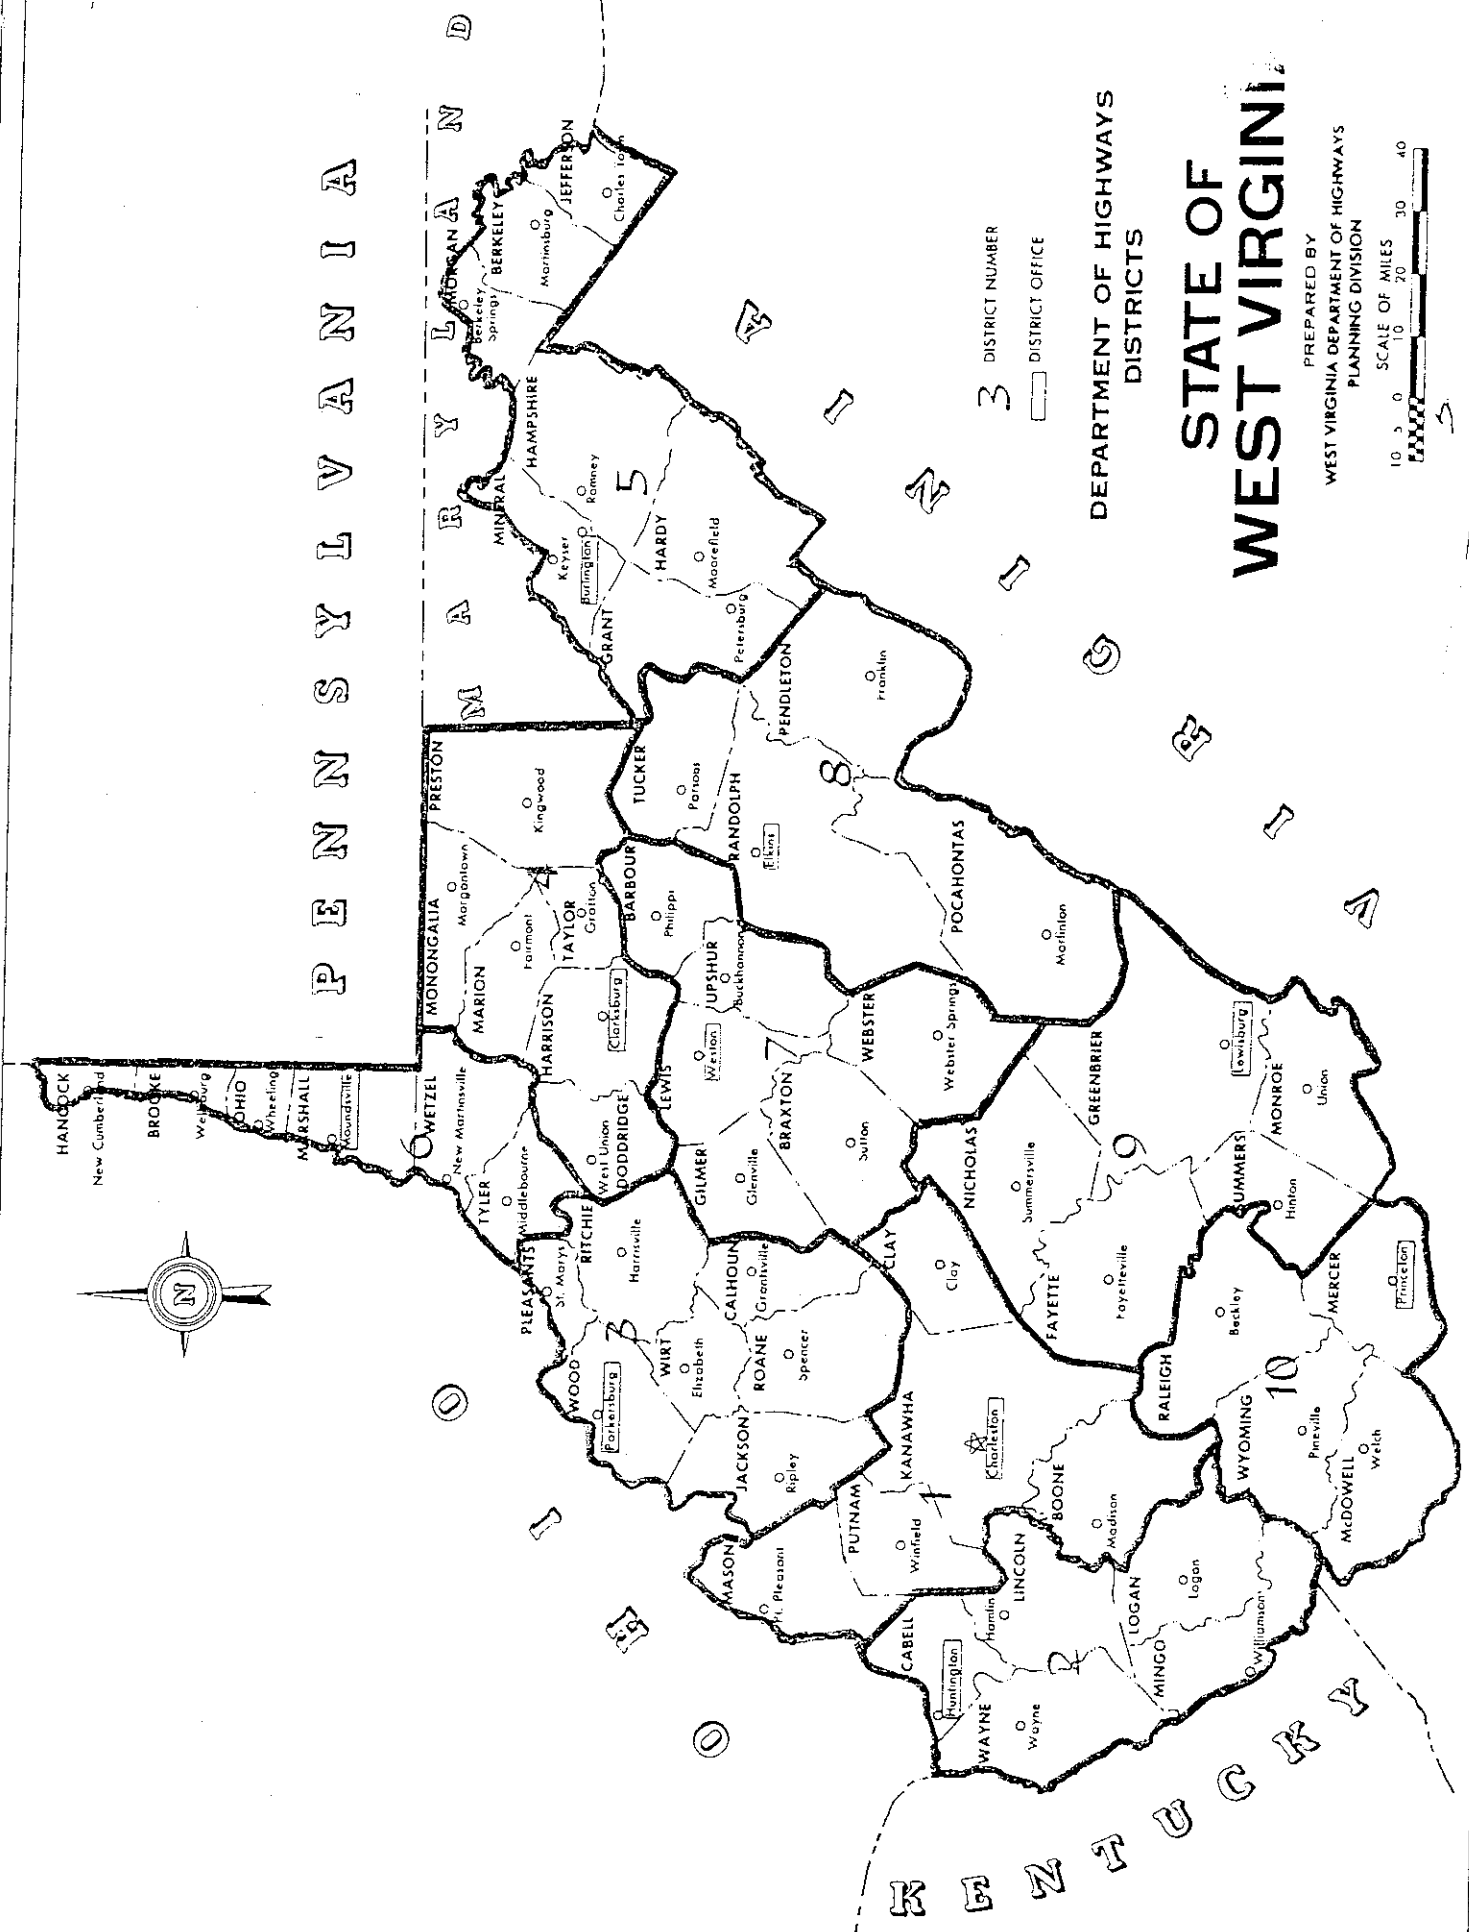 PENNSYLVANIA
MARYLAND
OHIO
KENTUCKY
VIRGINIA
N
HANCOCK
New Cumberland
BROOKE
Wellsburg
OHIO
Wheeling
MARSHALL
Moundsville
6
WETZEL
New Martinsville
TYLER
Middlebourne
PLEASANTS
St. Marys
RITCHIE
Harrisville
WOOD
Parkersburg
3
WIRT
Elizabeth
CALHOUN
Grantsville
ROANE
Spencer
JACKSON
Ripley
MONONGALIA
Morgantown
PRESTON
Kingwood
MARION
Fairmont
4
TAYLOR
Grafton
HARRISON
Clarksburg
DODDRIDGE
West Union
BARBOUR
Philippi
UPSHUR
Buckhannon
LEWIS
Weston
GILMER
Glenville
7
BRAXTON
Sutton
WEBSTER
Webster Springs
TUCKER
Parsons
RANDOLPH
Elkins
8
PENDLETON
Franklin
POCAHONTAS
Marlinton
MORGAN
Berkeley
Springs
BERKELEY
Martinsburg
JEFFERSON
Charles Town
HAMPSHIRE
Romney
MINERAL
Keyser
Burlington
5
HARDY
Moorefield
GRANT
Petersburg
MASON
Pt. Pleasant
PUTNAM
Winfield
1
KANAWHA
Charleston
CLAY
Clay
BOONE
Madison
CABELL
Huntington
LINCOLN
Hamlin
WAYNE
Wayne
2
LOGAN
Logan
MINGO
Williamson
NICHOLAS
Summersville
FAYETTE
Fayetteville
9
GREENBRIER
Lewisburg
SUMMERS
Hinton
MONROE
Union
RALEIGH
Beckley
10
WYOMING
Pineville
McDOWELL
Welch
MERCER
Princeton
3 DISTRICT NUMBER
DISTRICT OFFICE
DEPARTMENT OF HIGHWAYS
DISTRICTS
STATE OF
WEST VIRGINIA
PREPARED BY
WEST VIRGINIA DEPARTMENT OF HIGHWAYS
PLANNING DIVISION
SCALE OF MILES
10 5 0 10 20 30 40